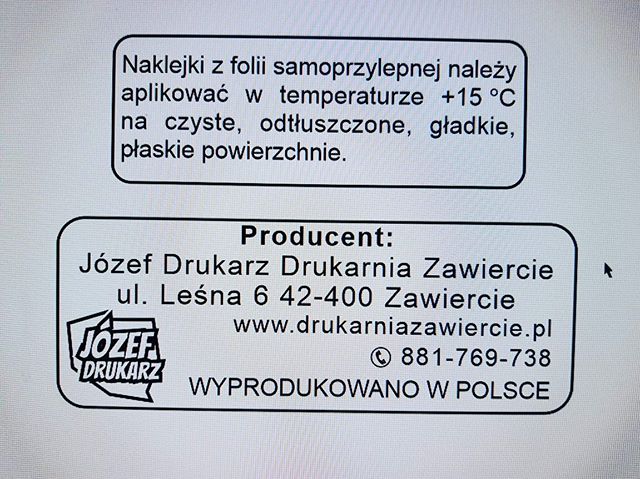 Naklejki z folii samoprzylepnej należy
aplikować w temperaturze +15 °C
na czyste, odtłuszczone, gładkie,
płaskie powierzchnie.
Producent:
Józef Drukarz Drukarnia Zawiercie
ul. Leśna 6 42-400 Zawiercie
www.drukarniazawiercie.pl
881-769-738
WYPRODUKOWANO W POLSCE
JÓZEF
DRUKARZ